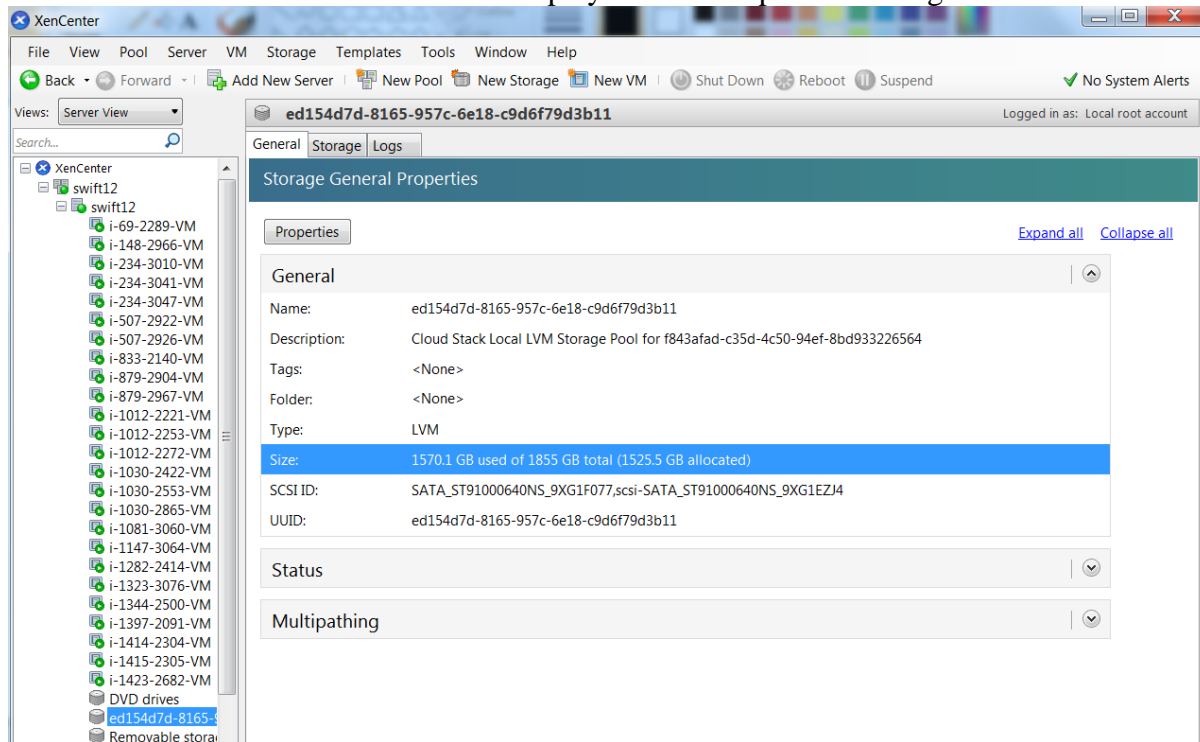 XenCenter
File View Pool Server VM Storage Templates Tools Window Help
Back Forward Add New Server New Pool New Storage New VM Shut Down Reboot Suspend No System Alerts
Views: Server View
ed154d7d-8165-957c-6e18-c9d6f79d3b11 Logged in as: Local root account
Search...
General Storage Logs
XenCenter
swift12
swift12
i-69-2289-VM
i-148-2966-VM
i-234-3010-VM
i-234-3041-VM
i-234-3047-VM
i-507-2922-VM
i-507-2926-VM
i-833-2140-VM
i-879-2904-VM
i-879-2967-VM
i-1012-2221-VM
i-1012-2253-VM
i-1012-2272-VM
i-1030-2422-VM
i-1030-2553-VM
i-1030-2865-VM
i-1081-3060-VM
i-1147-3064-VM
i-1282-2414-VM
i-1323-3076-VM
i-1344-2500-VM
i-1397-2091-VM
i-1414-2304-VM
i-1415-2305-VM
i-1423-2682-VM
DVD drives
ed154d7d-8165-9
Removable stora
Storage General Properties
Properties Expand all Collapse all
General
Name: ed154d7d-8165-957c-6e18-c9d6f79d3b11
Description: Cloud Stack Local LVM Storage Pool for f843afad-c35d-4c50-94ef-8bd933226564
Tags: <None>
Folder: <None>
Type: LVM
Size: 1570.1 GB used of 1855 GB total (1525.5 GB allocated)
SCSI ID: SATA_ST91000640NS_9XG1F077,scsi-SATA_ST91000640NS_9XG1EZJ4
UUID: ed154d7d-8165-957c-6e18-c9d6f79d3b11
Status
Multipathing